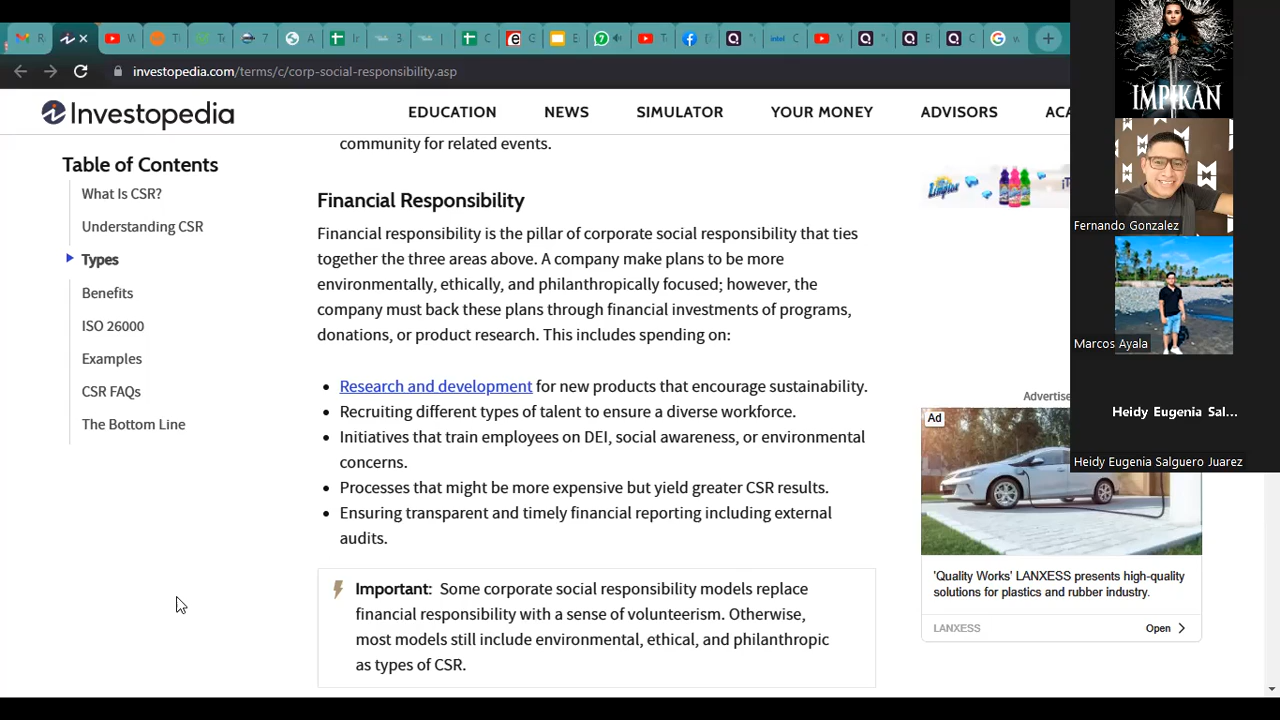 investopedia.com/terms/c/corp-social-responsibility.asp
Investopedia
EDUCATION
NEWS
SIMULATOR
YOUR MONEY
ADVISORS
Table of Contents
What Is CSR?
Understanding CSR
Types
Benefits
ISO 26000
Examples
CSR FAQs
The Bottom Line
community for related events.
Financial Responsibility
Financial responsibility is the pillar of corporate social responsibility that ties
together the three areas above. A company make plans to be more
environmentally, ethically, and philanthropically focused; however, the
company must back these plans through financial investments of programs,
donations, or product research. This includes spending on:
Research and development for new products that encourage sustainability.
Recruiting different types of talent to ensure a diverse workforce.
Initiatives that train employees on DEI, social awareness, or environmental
concerns.
Processes that might be more expensive but yield greater CSR results.
Ensuring transparent and timely financial reporting including external
audits.
Important: Some corporate social responsibility models replace
financial responsibility with a sense of volunteerism. Otherwise,
most models still include environmental, ethical, and philanthropic
as types of CSR.
Ad
'Quality Works' LANXESS presents high-quality
solutions for plastics and rubber industry.
LANXESS
Open
IMPIKAN
Fernando Gonzalez
Marcos Ayala
Heidy Eugenia Sal...
Heidy Eugenia Salguero Juarez